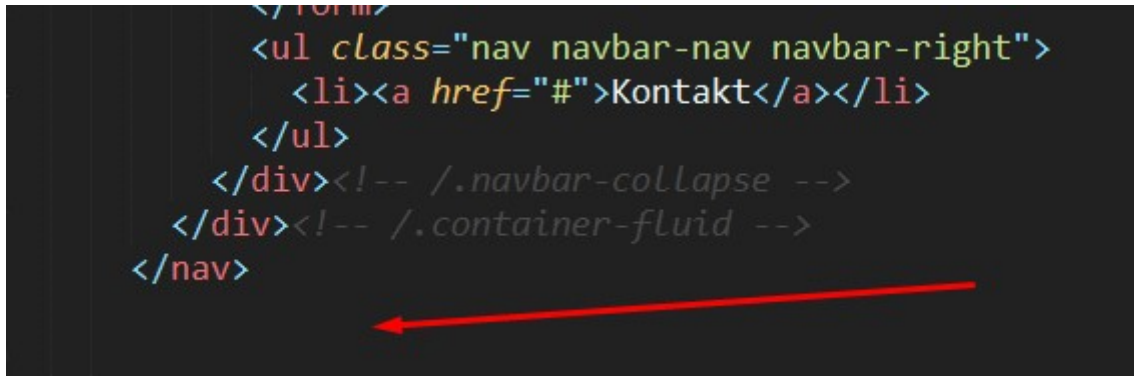 </form>
<ul class="nav navbar-nav navbar-right">
<li><a href="#">Kontakt</a></li>
</ul>
</div><!-- /.navbar-collapse -->
</div><!-- /.container-fluid -->
</nav>